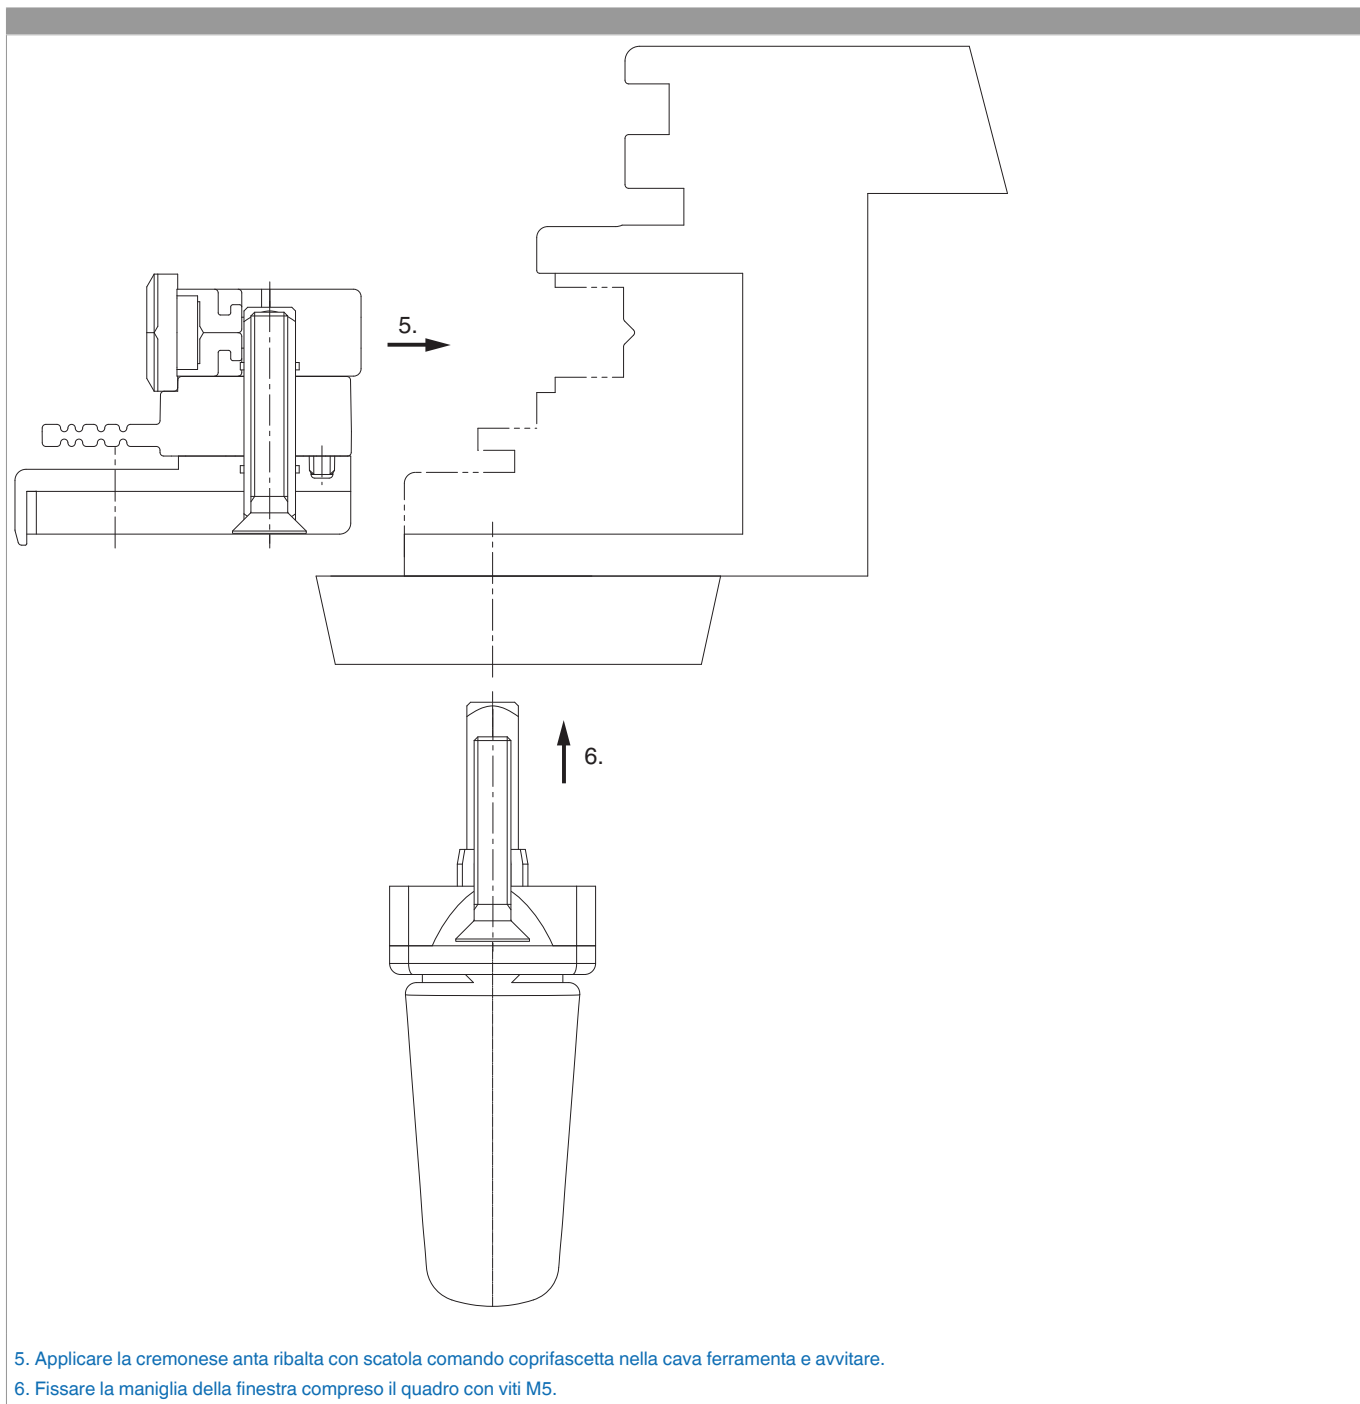 5.
6.
5. Applicare la cremonese anta ribalta con scatola comando coprifascetta nella cava ferramenta e avvitare.
6. Fissare la maniglia della finestra compreso il quadro con viti M5.